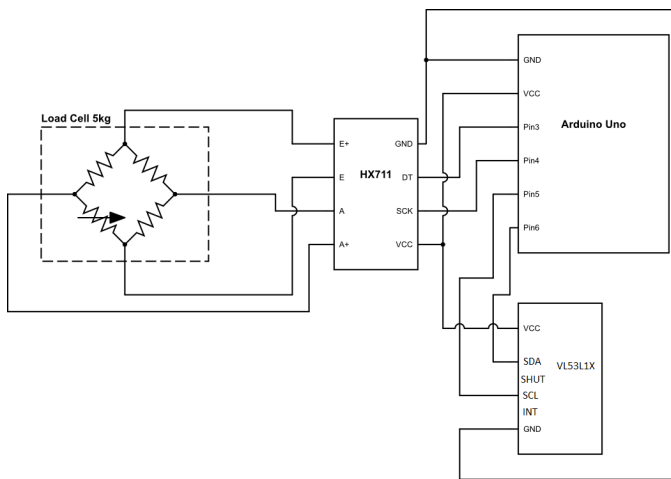 Load Cell 5kg
HX711
E+
E
A
A+
GND
DT
SCK
VCC
Arduino Uno
GND
VCC
Pin3
Pin4
Pin5
Pin6
VL53L1X
VCC
SDA
SHUT
SCL
INT
GND